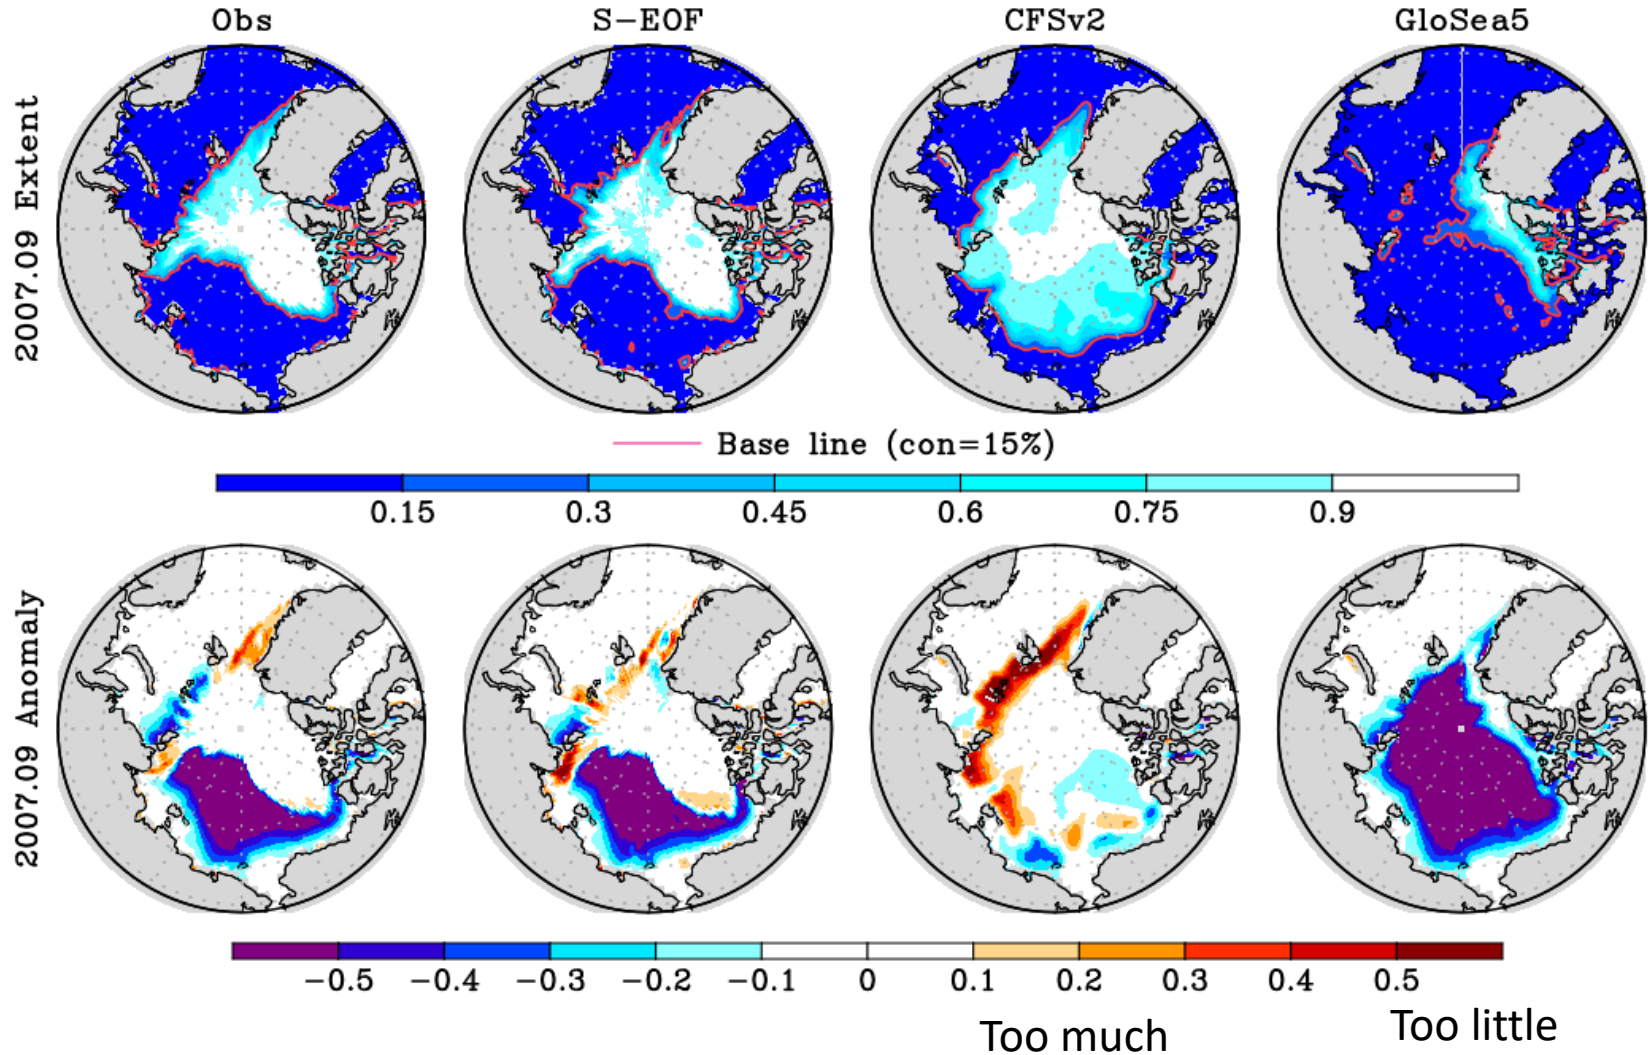 Obs S-EOF CFSv2 GloSea5
2007.09 Extent
Base line (con=15%)
0.15 0.3 0.45 0.6 0.75 0.9
2007.09 Anomaly
-0.5 -0.4 -0.3 -0.2 -0.1 0 0.1 0.2 0.3 0.4 0.5
Too much Too little